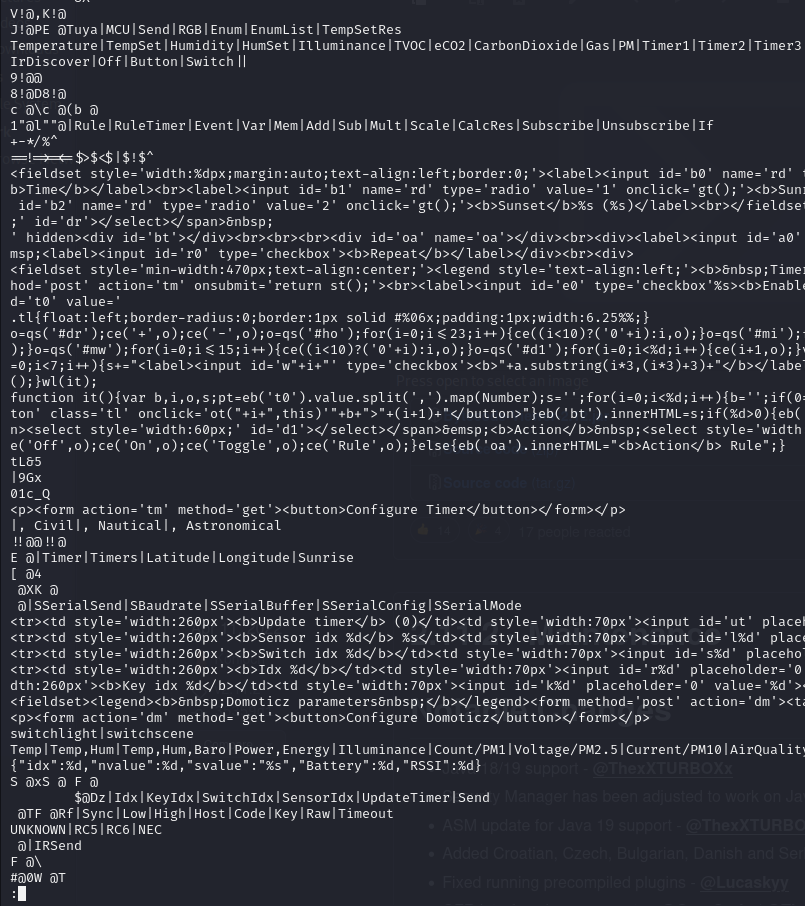 V!@,K!@
J!@PE @Tuya|MCU|Send|RGB|Enum|EnumList|TempSetRes
Temperature|TempSet|Humidity|HumSet|Illuminance|TVOC|eCO2|CarbonDioxide|Gas|PM|Timer1|Timer2|Timer3
IrDiscover|Off|Button|Switch||
9!@@
8!@D8!@
c @\c @(b @
1"@l""@|Rule|RuleTimer|Event|Var|Mem|Add|Sub|Mult|Scale|CalcRes|Subscribe|Unsubscribe|If
+-*/%^
<fieldset style='width:%dpx;margin:auto;text-align:left;border:0;'><label><input id='b0' name='rd' t
b>Time</b></label><br><label><input id='b1' name='rd' type='radio' value='1' onclick='gt();'><b>Sun
id='b2' name='rd' type='radio' value='2' onclick='gt();'><b>Sunset</b>%s (%s)</label><br></fieldset
;' id='dr'></select></span>&nbsp;
' hidden><div id='bt'></div><br><br><br><div id='oa' name='oa'></div><br><div><label><input id='a0'
msp;<label><input id='r0' type='checkbox'><b>Repeat</b></label></div><br><div>
<fieldset style='min-width:470px;text-align:center;'><legend style='text-align:left;'><b>&nbsp;Timer
hod='post' action='tm' onsubmit='return st();'><br><label><input id='e0' type='checkbox'%s><b>Enable
d='t0' value='
.tl{float:left;border-radius:0;border:1px solid #%06x;padding:1px;width:6.25%%;}
o=qs('#dr');ce('+',o);ce('-',o);o=qs('#ho');for(i=0;i<=23;i++){ce((i<10)?('0'+i):i,o);}o=qs('#mi');
);}o=qs('#mw');for(i=0;i<=15;i++){ce((i<10)?('0'+i):i,o);}o=qs('#d1');for(i=0;i<%d;i++){ce(i+1,o);}
=0;i<7;i++){s+="<label><input id='w"+i+"' type='checkbox'><b>"+a.substring(i*3,(i*3)+3)+"</b></label
();}wl(it);
function it(){var b,i,o,s;pt=eb('t0').value.split(',').map(Number);s='';for(i=0;i<%d;i++){b='';if(0=
ton' class='tl' onclick='ot("+i+",this)'"+b+">"+(i+1)+"</button>"}eb('bt').innerHTML=s;if(%d>0){eb(
n><select style='width:60px;' id='d1'></select></span>&emsp;<b>Action</b>&nbsp;<select style='width
e('Off',o);ce('On',o);ce('Toggle',o);ce('Rule',o);}else{eb('oa').innerHTML="<b>Action</b> Rule";}
tL&5
|9Gx
01c_Q
<p><form action='tm' method='get'><button>Configure Timer</button></form></p>
|, Civil|, Nautical|, Astronomical
!!@@!!@
E @|Timer|Timers|Latitude|Longitude|Sunrise
[ @4
@XK @
@|SSerialSend|SBaudrate|SSerialBuffer|SSerialConfig|SSerialMode
<tr><td style='width:260px'><b>Update timer</b> (0)</td><td style='width:70px'><input id='ut' placeh
<tr><td style='width:260px'><b>Sensor idx %d</b> %s</td><td style='width:70px'><input id='l%d' place
<tr><td style='width:260px'><b>Switch idx %d</b></td><td style='width:70px'><input id='s%d' placehol
<tr><td style='width:260px'><b>Idx %d</b></td><td style='width:70px'><input id='r%d' placeholder='0
dth:260px'><b>Key idx %d</b></td><td style='width:70px'><input id='k%d' placeholder='0' value='%d'><
<fieldset><legend><b>&nbsp;Domoticz parameters&nbsp;</b></legend><form method='post' action='dm'><ta
<p><form action='dm' method='get'><button>Configure Domoticz</button></form></p>
switchlight|switchscene
Temp|Temp,Hum|Temp,Hum,Baro|Power,Energy|Illuminance|Count/PM1|Voltage/PM2.5|Current/PM10|AirQuality
{"idx":%d,"nvalue":%d,"svalue":"%s","Battery":%d,"RSSI":%d}
S @xS @ F @
$@Dz|Idx|KeyIdx|SwitchIdx|SensorIdx|UpdateTimer|Send
@TF @Rf|Sync|Low|High|Host|Code|Key|Raw|Timeout
UNKNOWN|RC5|RC6|NEC
@|IRSend
F @\
#@0W @T
: